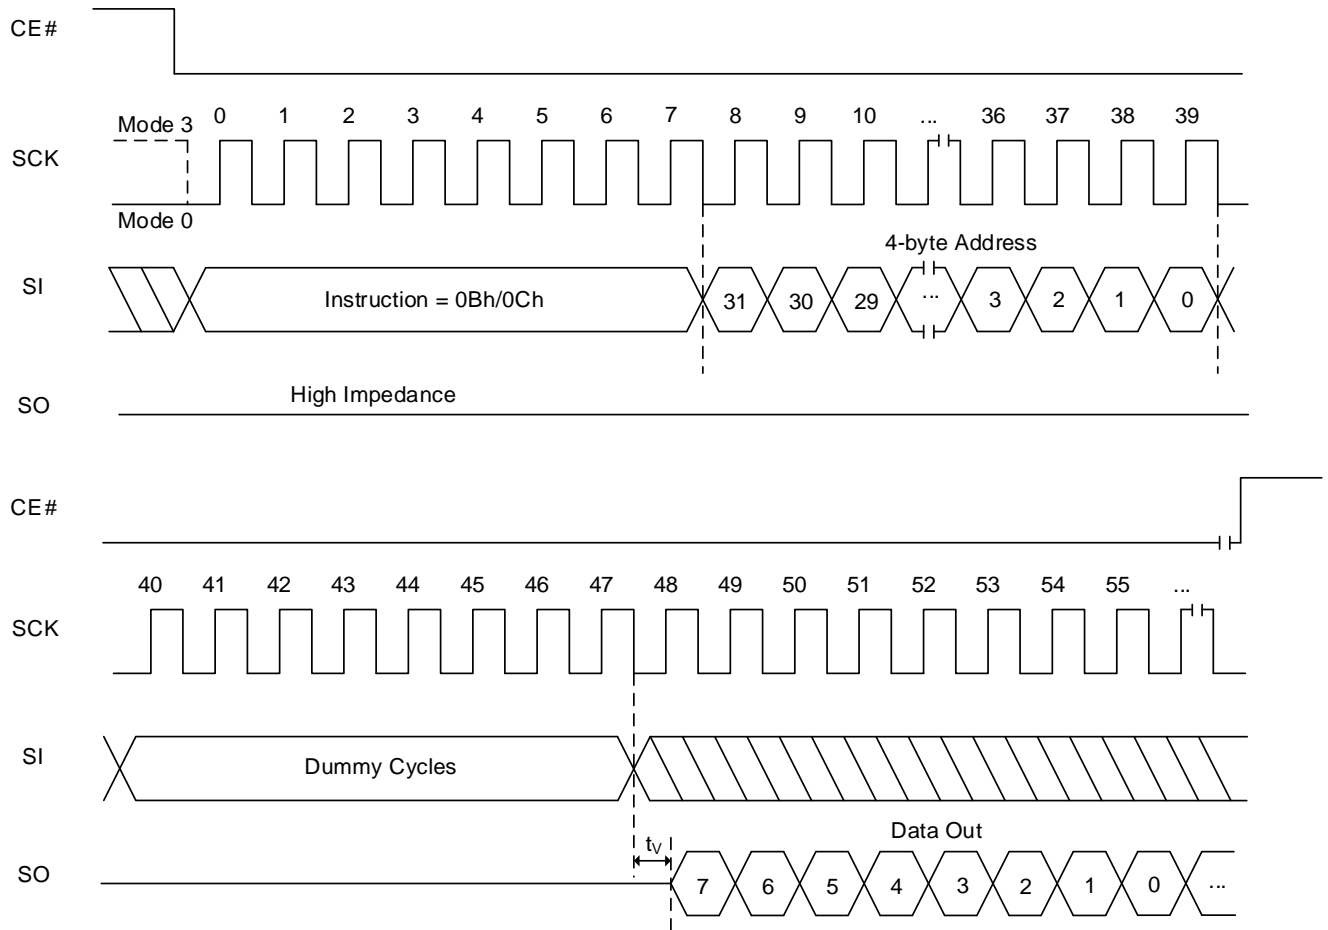 CE#
Mode 3 0 1 2 3 4 5 6 7 8 9 10 ... 36 37 38 39
SCK
Mode 0
4-byte Address
SI Instruction = 0Bh/0Ch 31 30 29 ... 3 2 1 0
High Impedance
SO
CE#
40 41 42 43 44 45 46 47 48 49 50 51 52 53 54 55 ...
SCK
SI Dummy Cycles
Data Out
tV
SO 7 6 5 4 3 2 1 0 ...